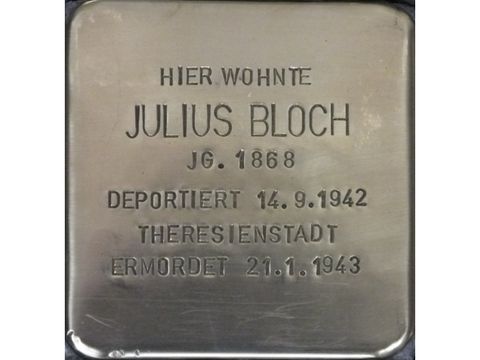 HIER WOHNTE
JULIUS BLOCH
JG. 1868
DEPORTIERT 14.9.1942
THERESIENSTADT
ERMORDET 21.1.1943